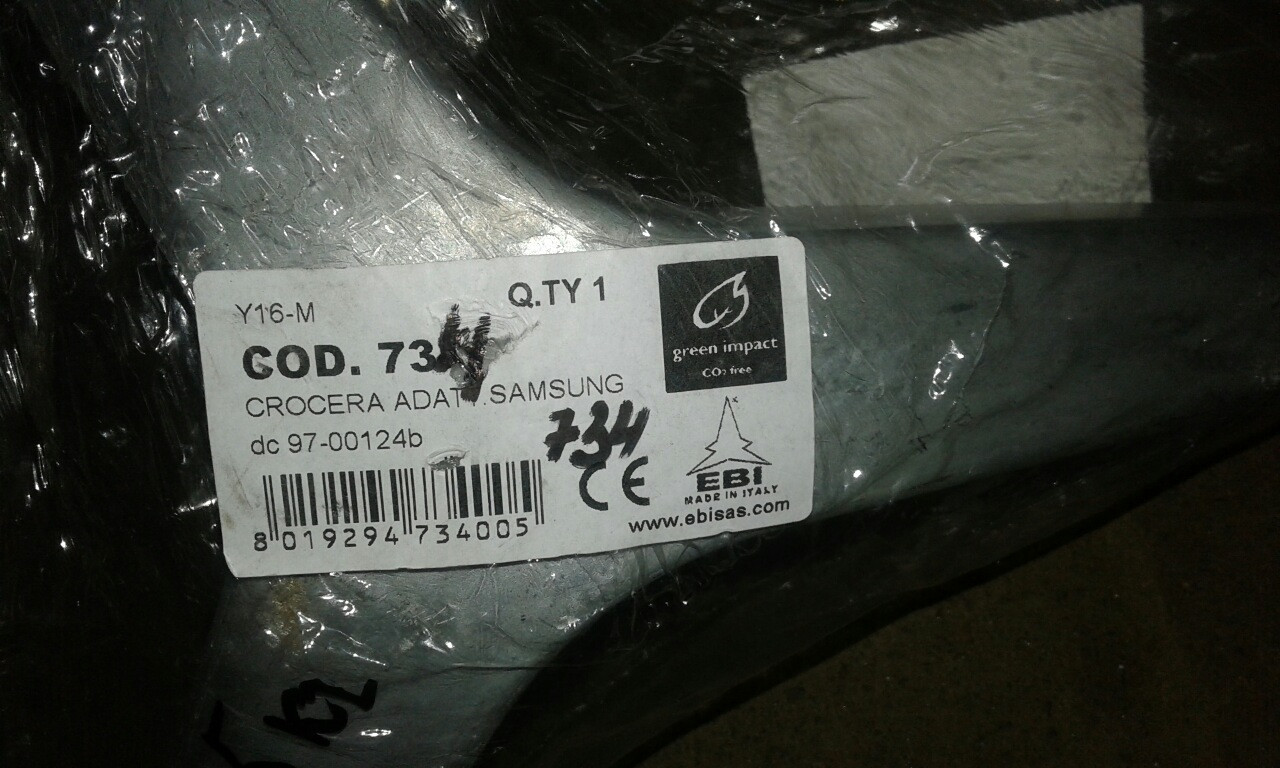 Y16-M
Q.TY 1
COD. 734
CROCERA ADAT. SAMSUNG
734
dc 97-00124b
8 019294 734005
CE
green impact
CO2 free
EBI
MADE IN ITALY
www.ebisas.com